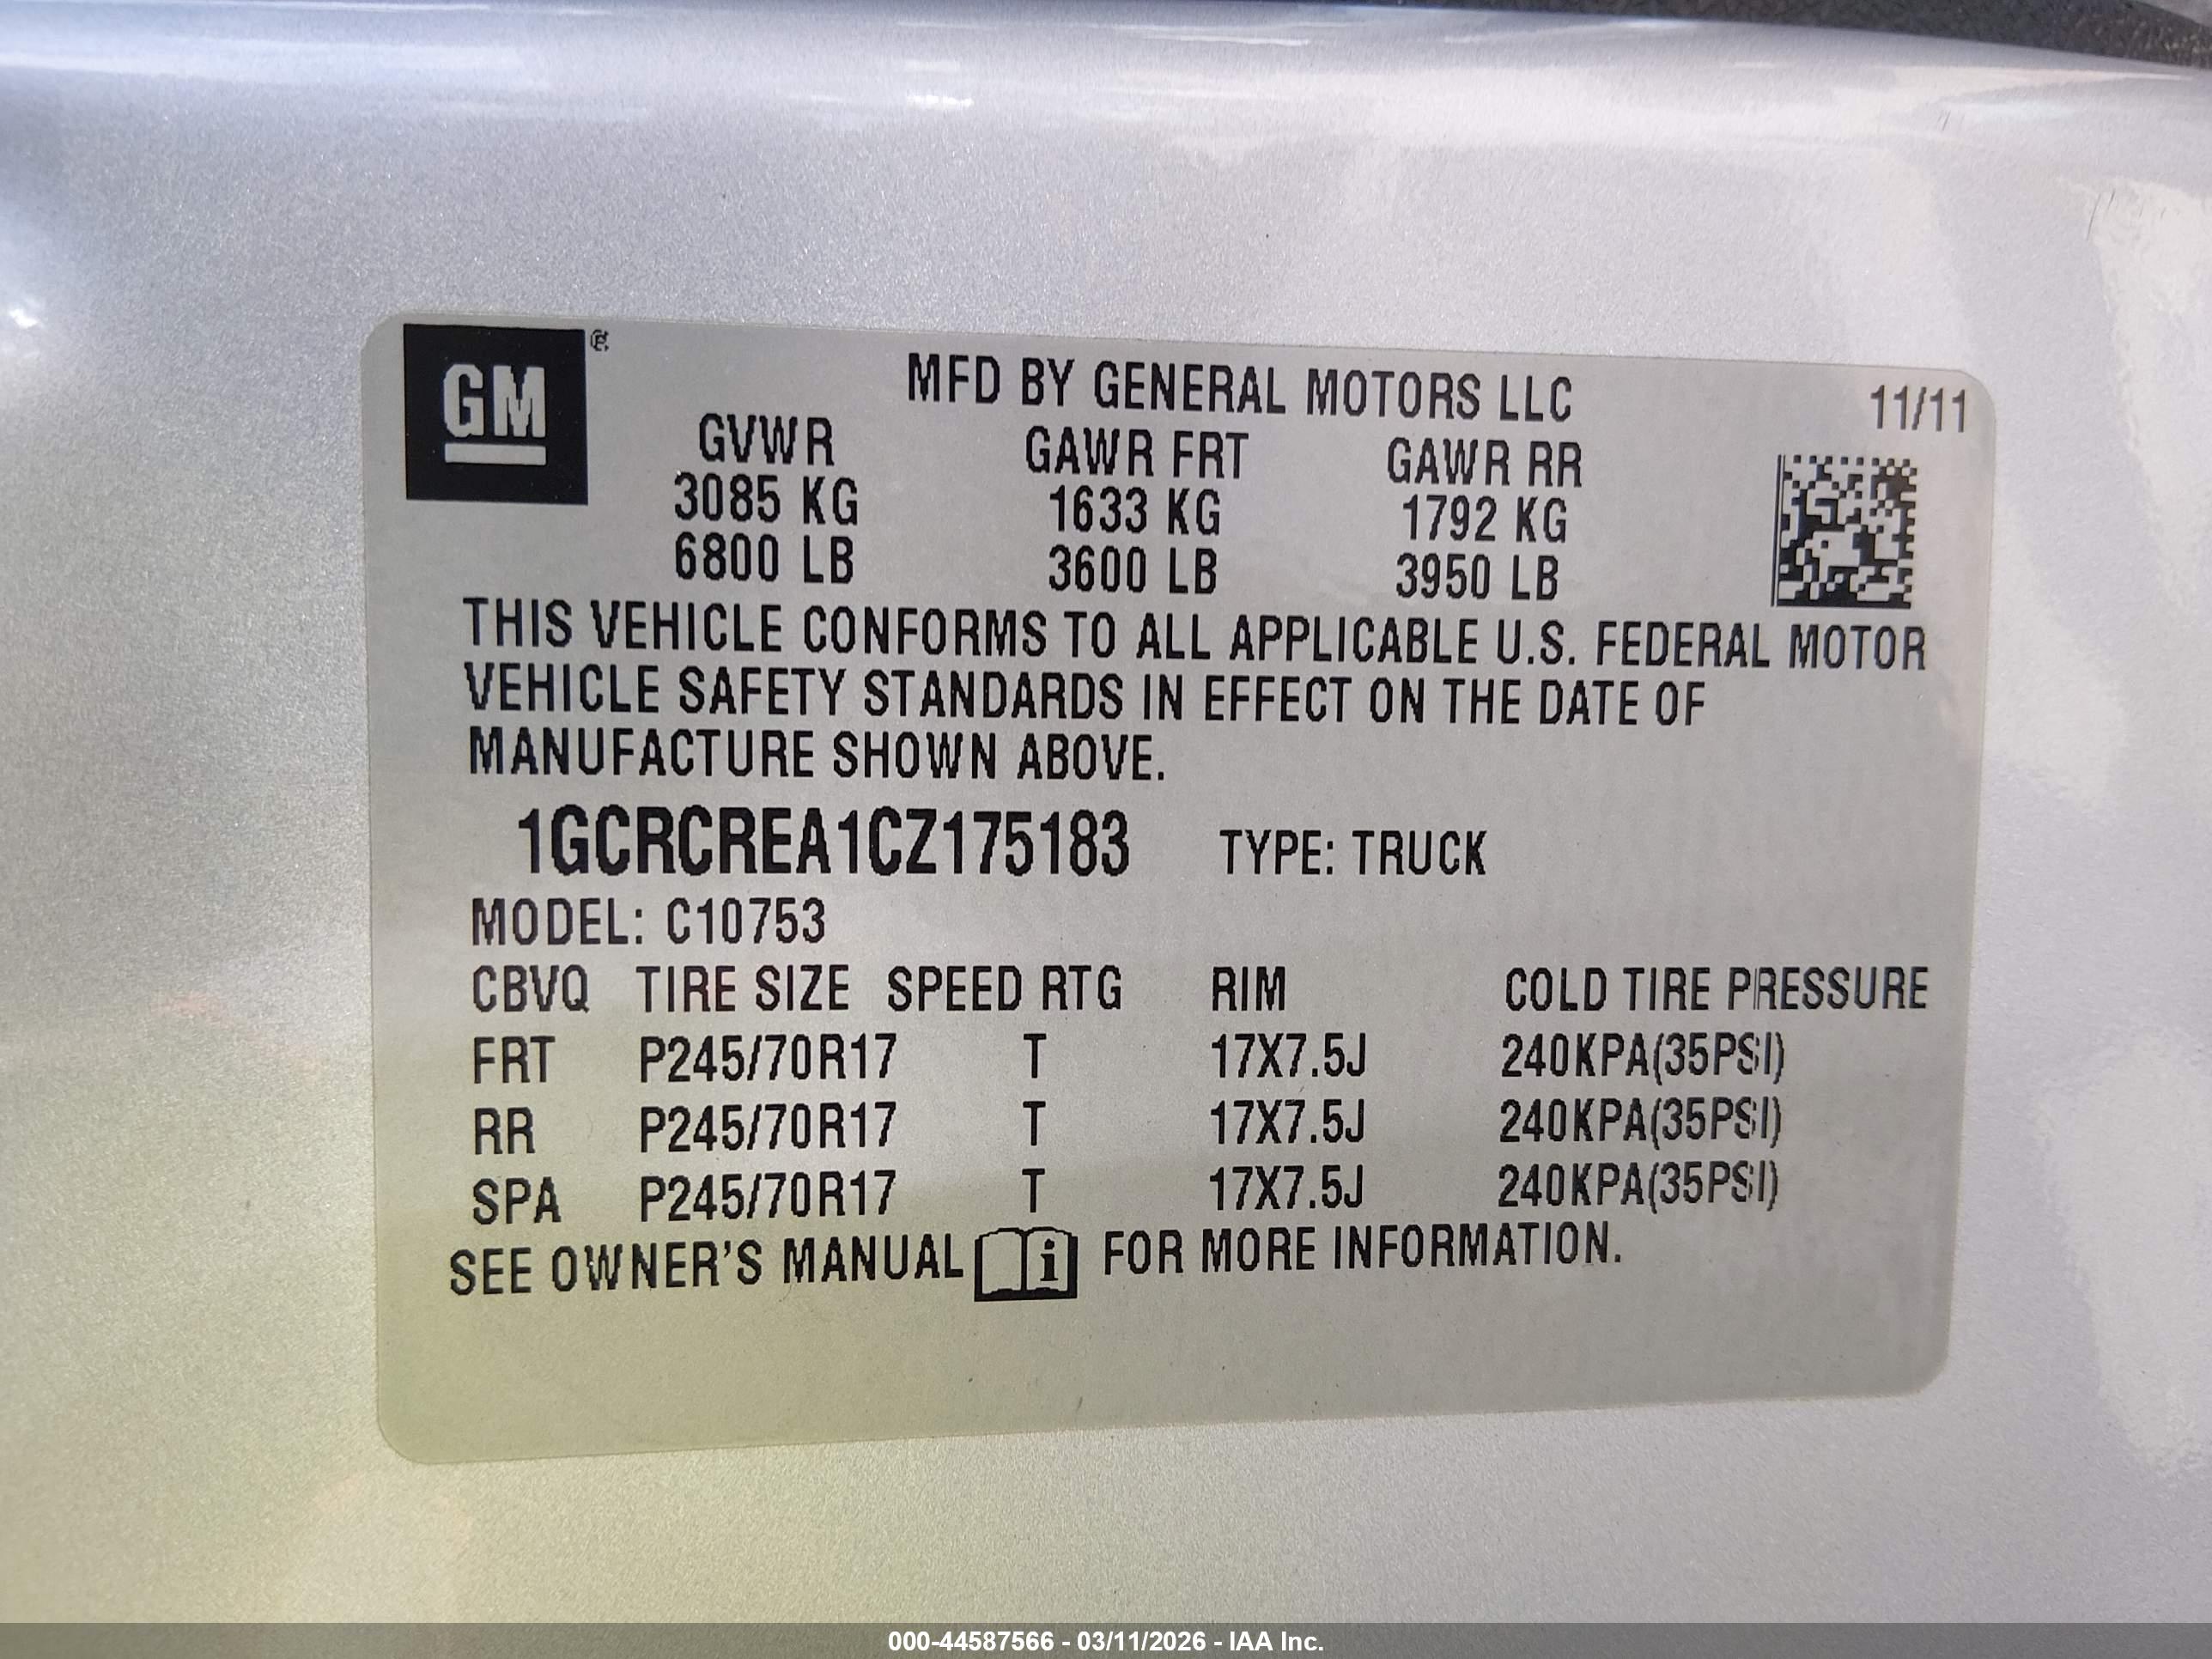 GM ®
MFD BY GENERAL MOTORS LLC 11/11
GVWR GAWR FRT GAWR RR
3085 KG 1633 KG 1792 KG
6800 LB 3600 LB 3950 LB
THIS VEHICLE CONFORMS TO ALL APPLICABLE U.S. FEDERAL MOTOR
VEHICLE SAFETY STANDARDS IN EFFECT ON THE DATE OF
MANUFACTURE SHOWN ABOVE.
1GCRCREA1CZ175183 TYPE: TRUCK
MODEL: C10753
CBVQ TIRE SIZE SPEED RTG RIM COLD TIRE PRESSURE
FRT P245/70R17 T 17X7.5J 240KPA(35PSI)
RR P245/70R17 T 17X7.5J 240KPA(35PSI)
SPA P245/70R17 T 17X7.5J 240KPA(35PSI)
SEE OWNER'S MANUAL i FOR MORE INFORMATION.
000-44587566 - 03/11/2026 - IAA Inc.